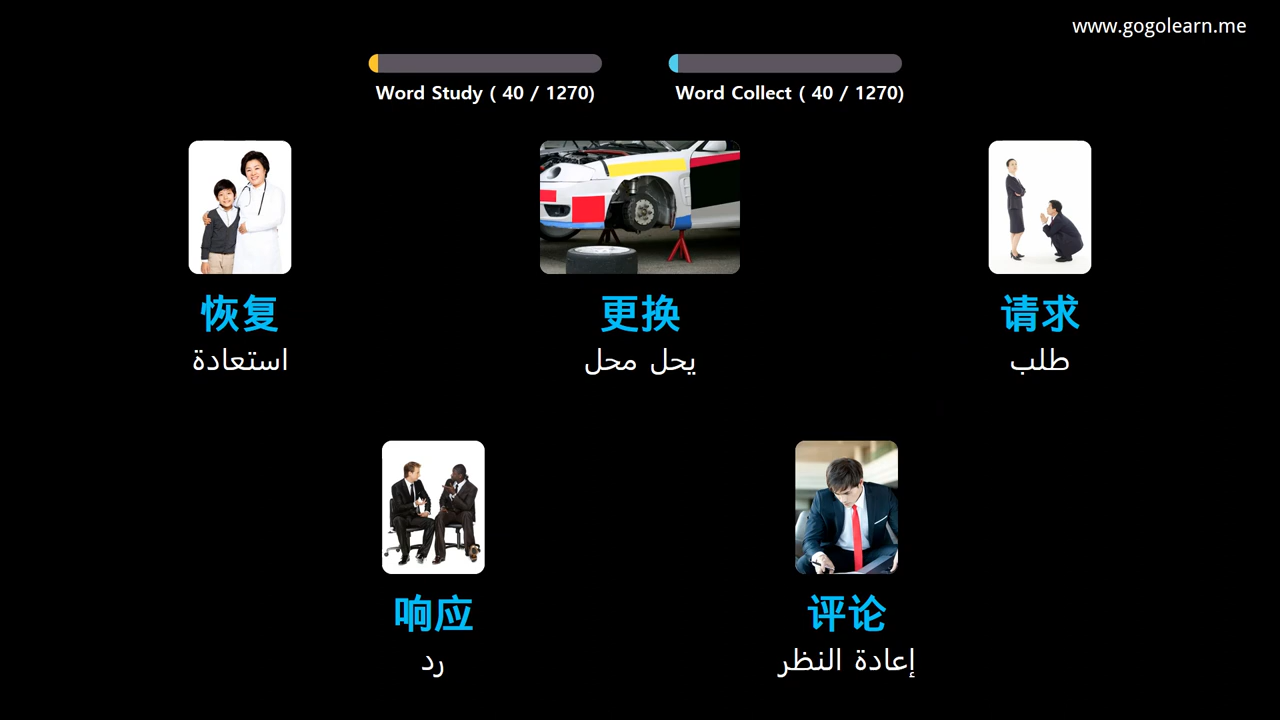 www.gogolearn.me
Word Study ( 40 / 1270)
Word Collect ( 40 / 1270)
恢复
更换
请求
استعادة
يحل محل
طلب
响应
评论
رد
إعادة النظر